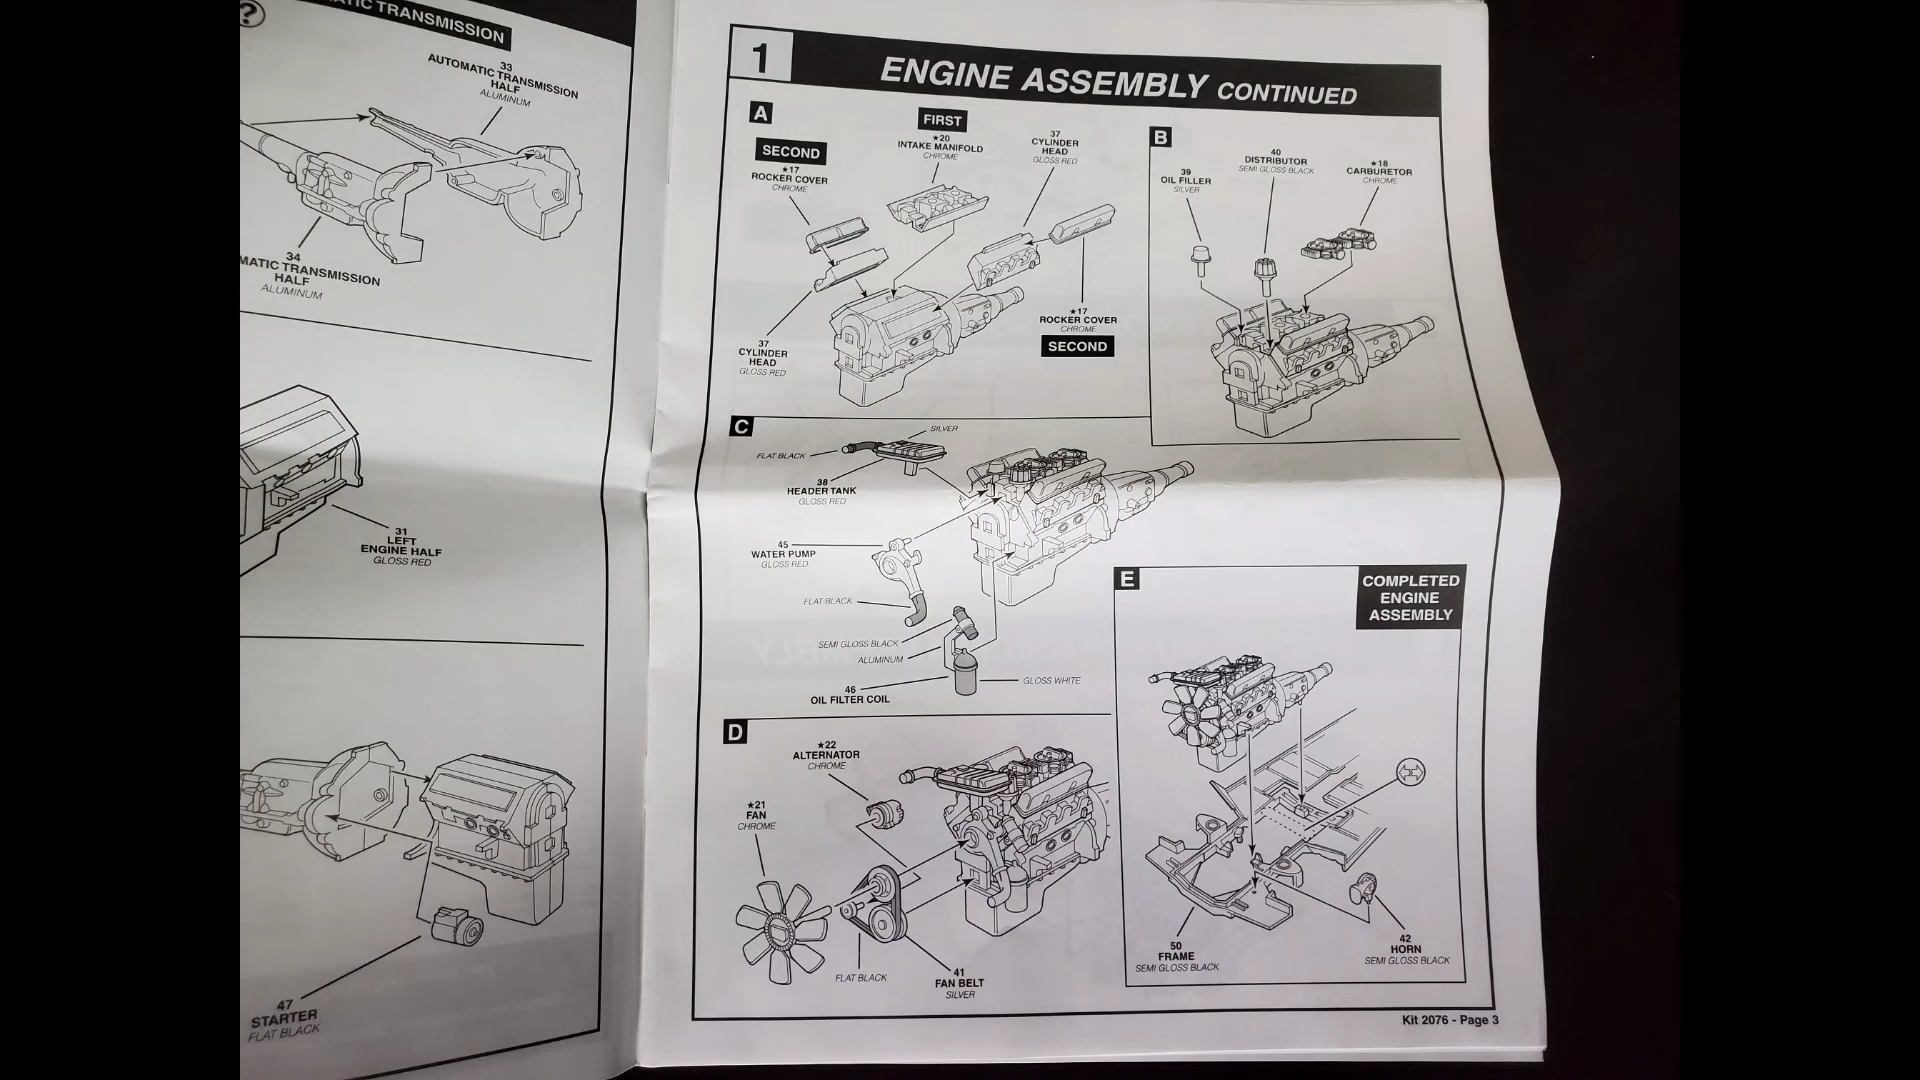 ?
TRANSMISSION
33
AUTOMATIC TRANSMISSION
HALF
ALUMINUM
34
MATIC TRANSMISSION
HALF
ALUMINUM
31
LEFT
ENGINE HALF
GLOSS RED
47
STARTER
FLAT BLACK
1
ENGINE ASSEMBLY CONTINUED
A
FIRST
★20
INTAKE MANIFOLD
CHROME
37
CYLINDER
HEAD
GLOSS RED
SECOND
★17
ROCKER COVER
CHROME
37
CYLINDER
HEAD
GLOSS RED
★17
ROCKER COVER
CHROME
SECOND
B
39
OIL FILLER
SILVER
40
DISTRIBUTOR
SEMI GLOSS BLACK
★18
CARBURETOR
CHROME
C
SILVER
FLAT BLACK
38
HEADER TANK
GLOSS RED
45
WATER PUMP
GLOSS RED
FLAT BLACK
SEMI GLOSS BLACK
ALUMINUM
46
OIL FILTER COIL
GLOSS WHITE
D
★22
ALTERNATOR
CHROME
★21
FAN
CHROME
FLAT BLACK
41
FAN BELT
SILVER
E
COMPLETED
ENGINE
ASSEMBLY
50
FRAME
SEMI GLOSS BLACK
42
HORN
SEMI GLOSS BLACK
Kit 2076 - Page 3